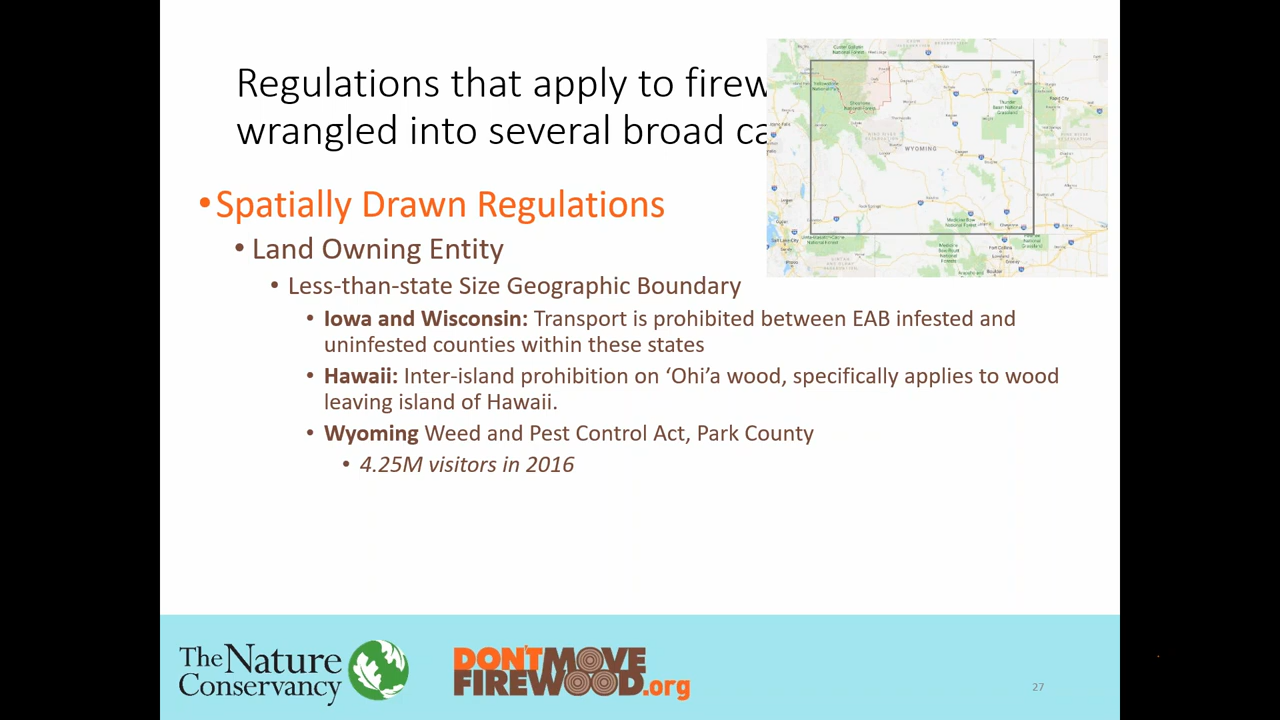 Regulations that apply to firew
wrangled into several broad ca
•Spatially Drawn Regulations
• Land Owning Entity
• Less-than-state Size Geographic Boundary
• Iowa and Wisconsin: Transport is prohibited between EAB infested and
uninfested counties within these states
• Hawaii: Inter-island prohibition on ‘Ohi’a wood, specifically applies to wood
leaving island of Hawaii.
• Wyoming Weed and Pest Control Act, Park County
• 4.25M visitors in 2016
WYOMING
The Nature
Conservancy
DON'T MOVE
FIREWOOD.org
27